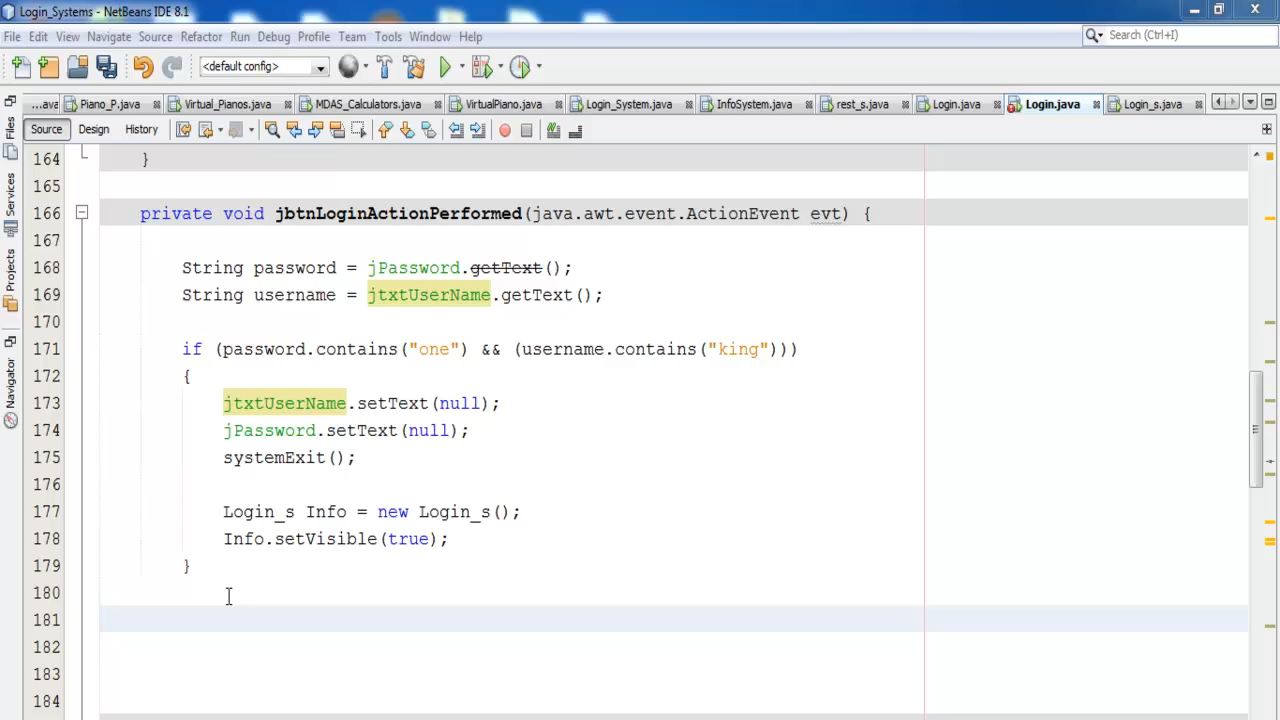 Login_Systems - NetBeans IDE 8.1
File Edit View Navigate Source Refactor Run Debug Profile Team Tools Window Help
Search (Ctrl+I)
<default config>
...ava Piano_P.java Virtual_Pianos.java MDAS_Calculators.java VirtualPiano.java Login_System.java InfoSystem.java rest_s.java Login.java Login.java Login_s.java
Source Design History
Files
Services
Projects
Navigator
164 }
165
166 private void jbtnLoginActionPerformed(java.awt.event.ActionEvent evt) {
167
168 String password = jPassword.getText();
169 String username = jtxtUserName.getText();
170
171 if (password.contains("one") && (username.contains("king")))
172 {
173 jtxtUserName.setText(null);
174 jPassword.setText(null);
175 systemExit();
176
177 Login_s Info = new Login_s();
178 Info.setVisible(true);
179 }
180
181
182
183
184